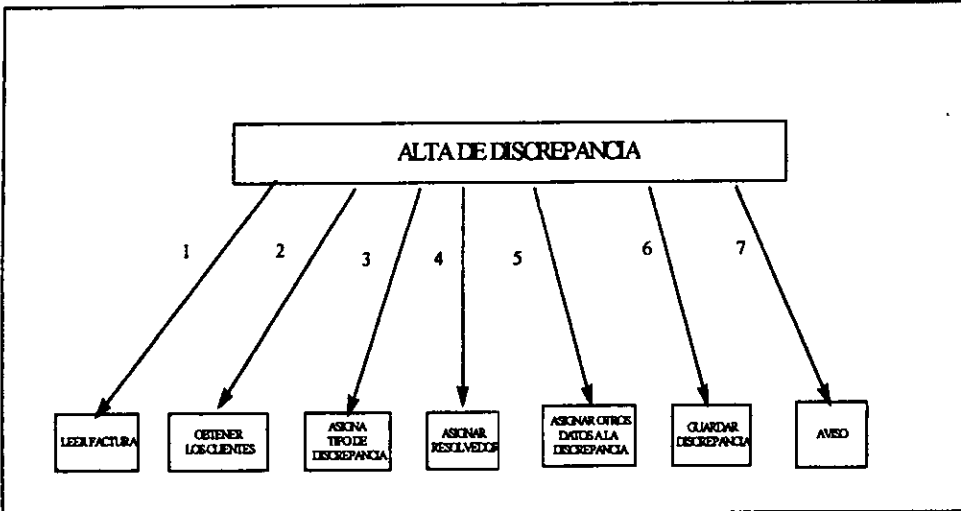 ALTA DE DISCREPANCIA
1
2
3
4
5
6
7
LEER FACTURA
OBTENER
LOS CLIENTES
ASIGNA
TIPO DE
DISCREPANCIA
ASIGNAR
RESOLVEDOR
ASIGNAR OTROS
DATOS A LA
DISCREPANCIA
GUARDAR
DISCREPANCIA
AVISO